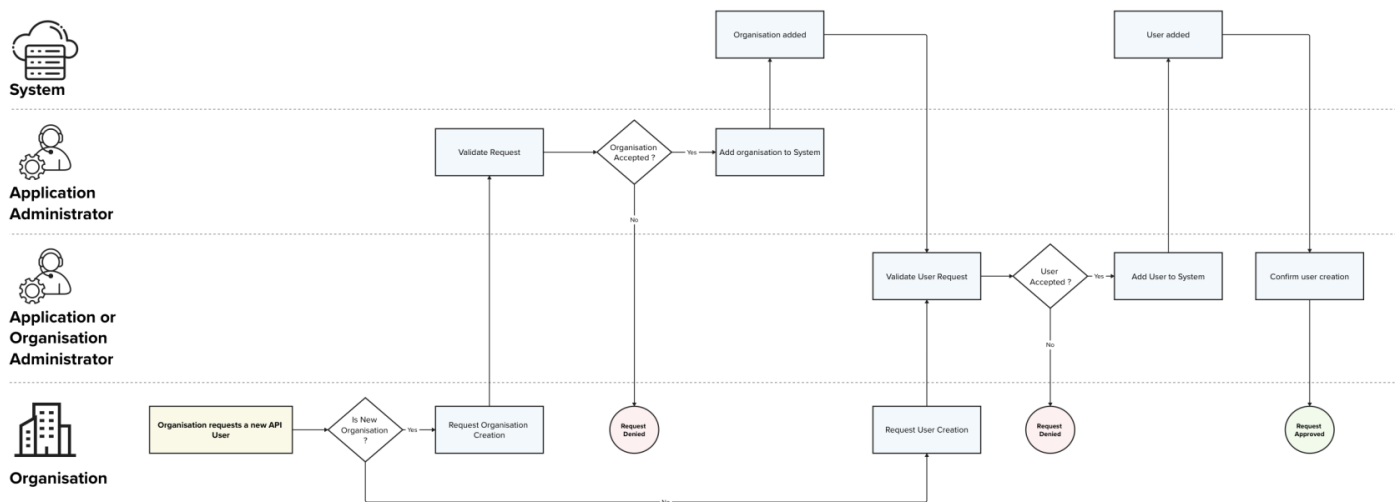 Organisation added
User added
System
Validate Request
Organisation
Accepted ?
Yes
Add organisation to System
Application
Administrator
No
Validate User Request
User
Accepted ?
Yes
Add User to System
Confirm user creation
Application or
Organisation
Administrator
No
Organisation requests a new API
User
Is New
Organisation
?
Yes
Request Organisation
Creation
Request
Denied
Request User Creation
Request
Denied
Request
Approved
Organisation